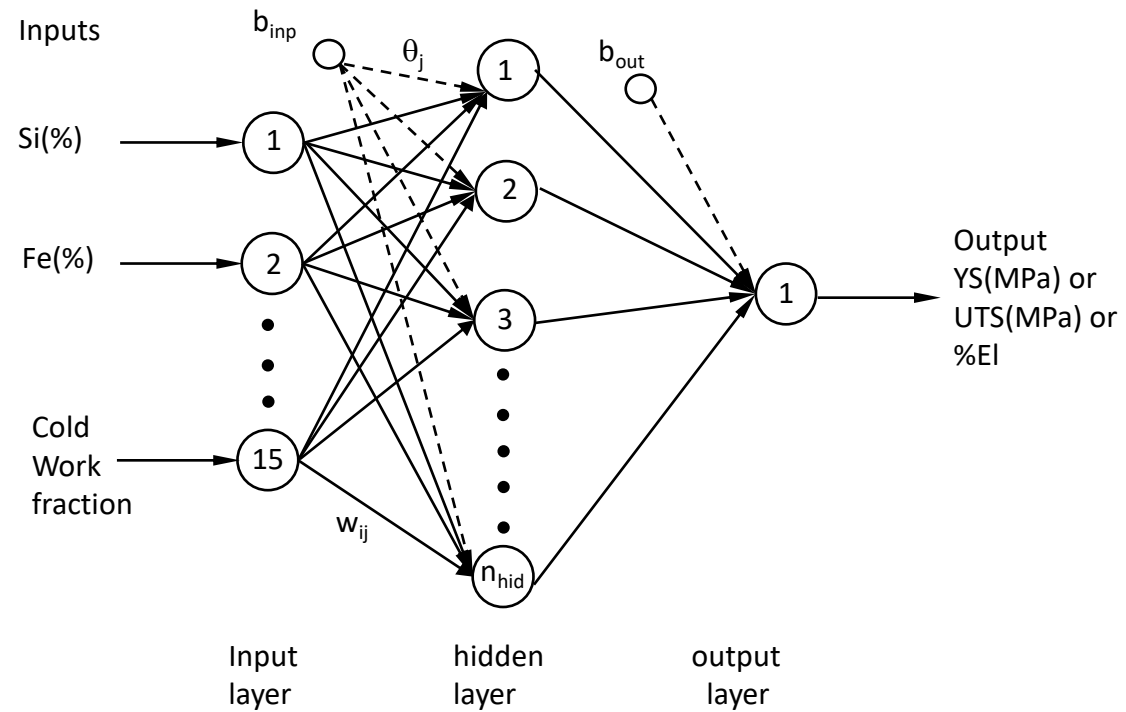 Inputs
b_inp
θ_j
b_out
1
Si(%)
1
2
Fe(%)
2
3
1
Output
YS(MPa) or
UTS(MPa) or
%El
Cold
Work
fraction
15
w_ij
n_hid
Input
layer
hidden
layer
output
layer